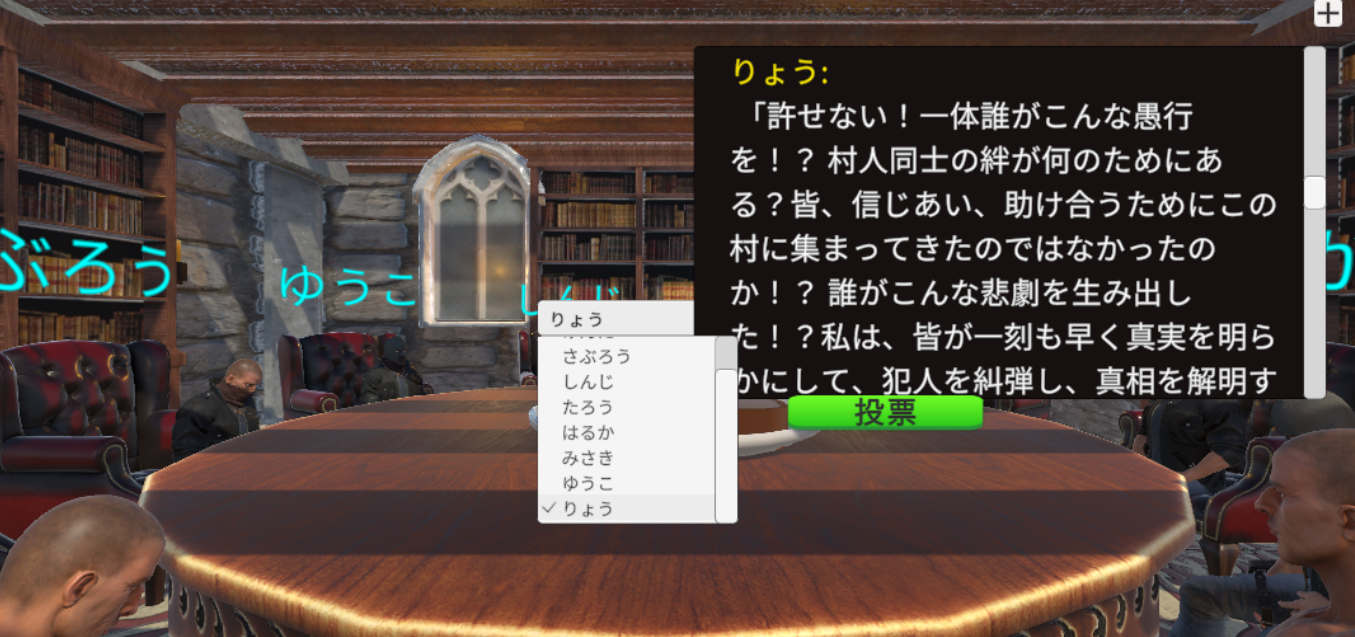 りょう:
「許せない！一体誰がこんな愚行
を！？ 村人同士の絆が何のためにあ
る？皆、信じあい、助け合うためにこの
村に集まってきたのではなかったの
か！？ 誰がこんな悲劇を生み出し
た！？私は、皆が一刻も早く真実を明ら
かにして、犯人を糾弾し、真相を解明す
ぶろう
ゆうこ
しんじ
りょう
さぶろう
しんじ
たろう
はるか
みさき
ゆうこ
りょう
投票